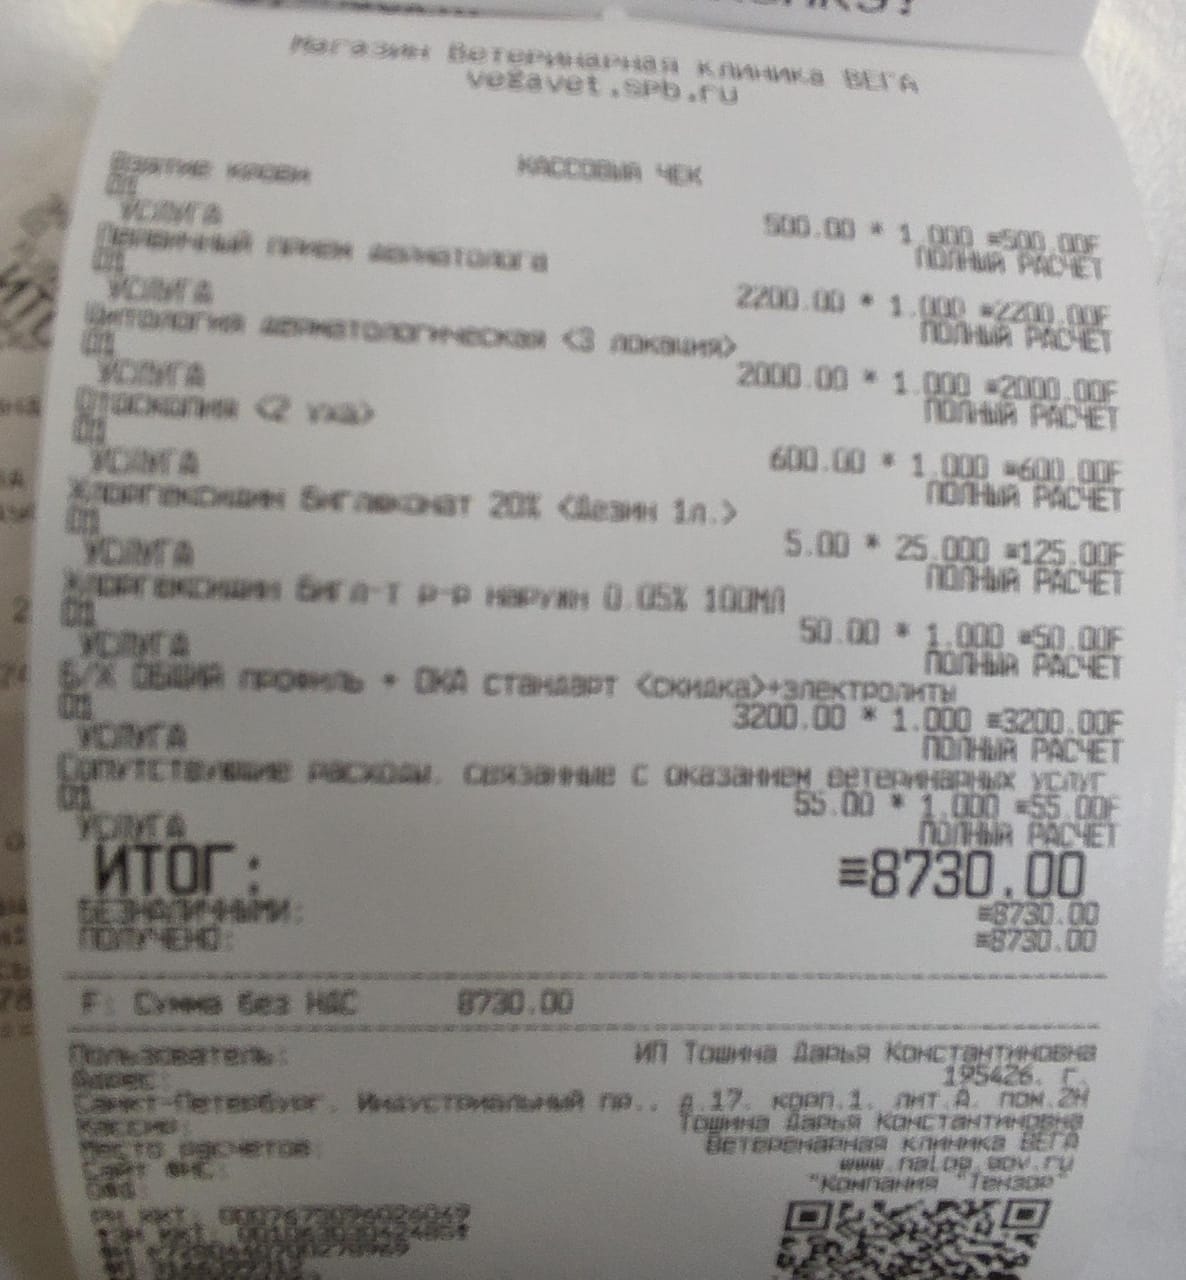 Магазин Ветеринарная клиника ВЕГА
vegavet.spb.ru
КАССОВЫЙ ЧЕК
Взятие крови
01
УСЛУГА
500.00 * 1.000 ≡500.00F
ПОЛНЫЙ РАСЧЕТ
Первичный прием дерматолога
01
УСЛУГА
2200.00 * 1.000 ≡2200.00F
ПОЛНЫЙ РАСЧЕТ
Цитология дерматологическая <3 локация>
01
УСЛУГА
2000.00 * 1.000 ≡2000.00F
ПОЛНЫЙ РАСЧЕТ
Отоскопия <2 уха>
01
УСЛУГА
600.00 * 1.000 ≡600.00F
ПОЛНЫЙ РАСЧЕТ
Хлоргексидин биглюконат 20% <Дезин 1л.>
01
УСЛУГА
5.00 * 25.000 ≡125.00F
ПОЛНЫЙ РАСЧЕТ
Хлоргексидин бигл-т р-р наружн 0.05% 100МЛ
01
УСЛУГА
50.00 * 1.000 ≡50.00F
ПОЛНЫЙ РАСЧЕТ
Б/Х ОБЩИЙ ПРОФИЛЬ + ОКА стандарт <скидка>+электролиты
01
УСЛУГА
3200.00 * 1.000 ≡3200.00F
ПОЛНЫЙ РАСЧЕТ
Сопутствующие расходы, связанные с оказанием ветеринарных услуг
01
УСЛУГА
55.00 * 1.000 ≡55.00F
ПОЛНЫЙ РАСЧЕТ
ИТОГ: ≡8730.00
БЕЗНАЛИЧНЫМИ: ≡8730.00
ПОЛУЧЕНО: ≡8730.00
F: Сумма без НДС 8730.00
Пользователь: ИП Тошина Дарья Константиновна
Адрес: 195426, г.
Санкт-Петербург, Индустриальный пр., д.17, корп.1, лит.А, пом.2Н
Кассир: Тошина Дарья Константиновна
Место расчетов: Ветеренарная клиника ВЕГА
Сайт ФНС: www.nalog.gov.ru
ОФД: "Компания "Тензор"
РН ККТ: